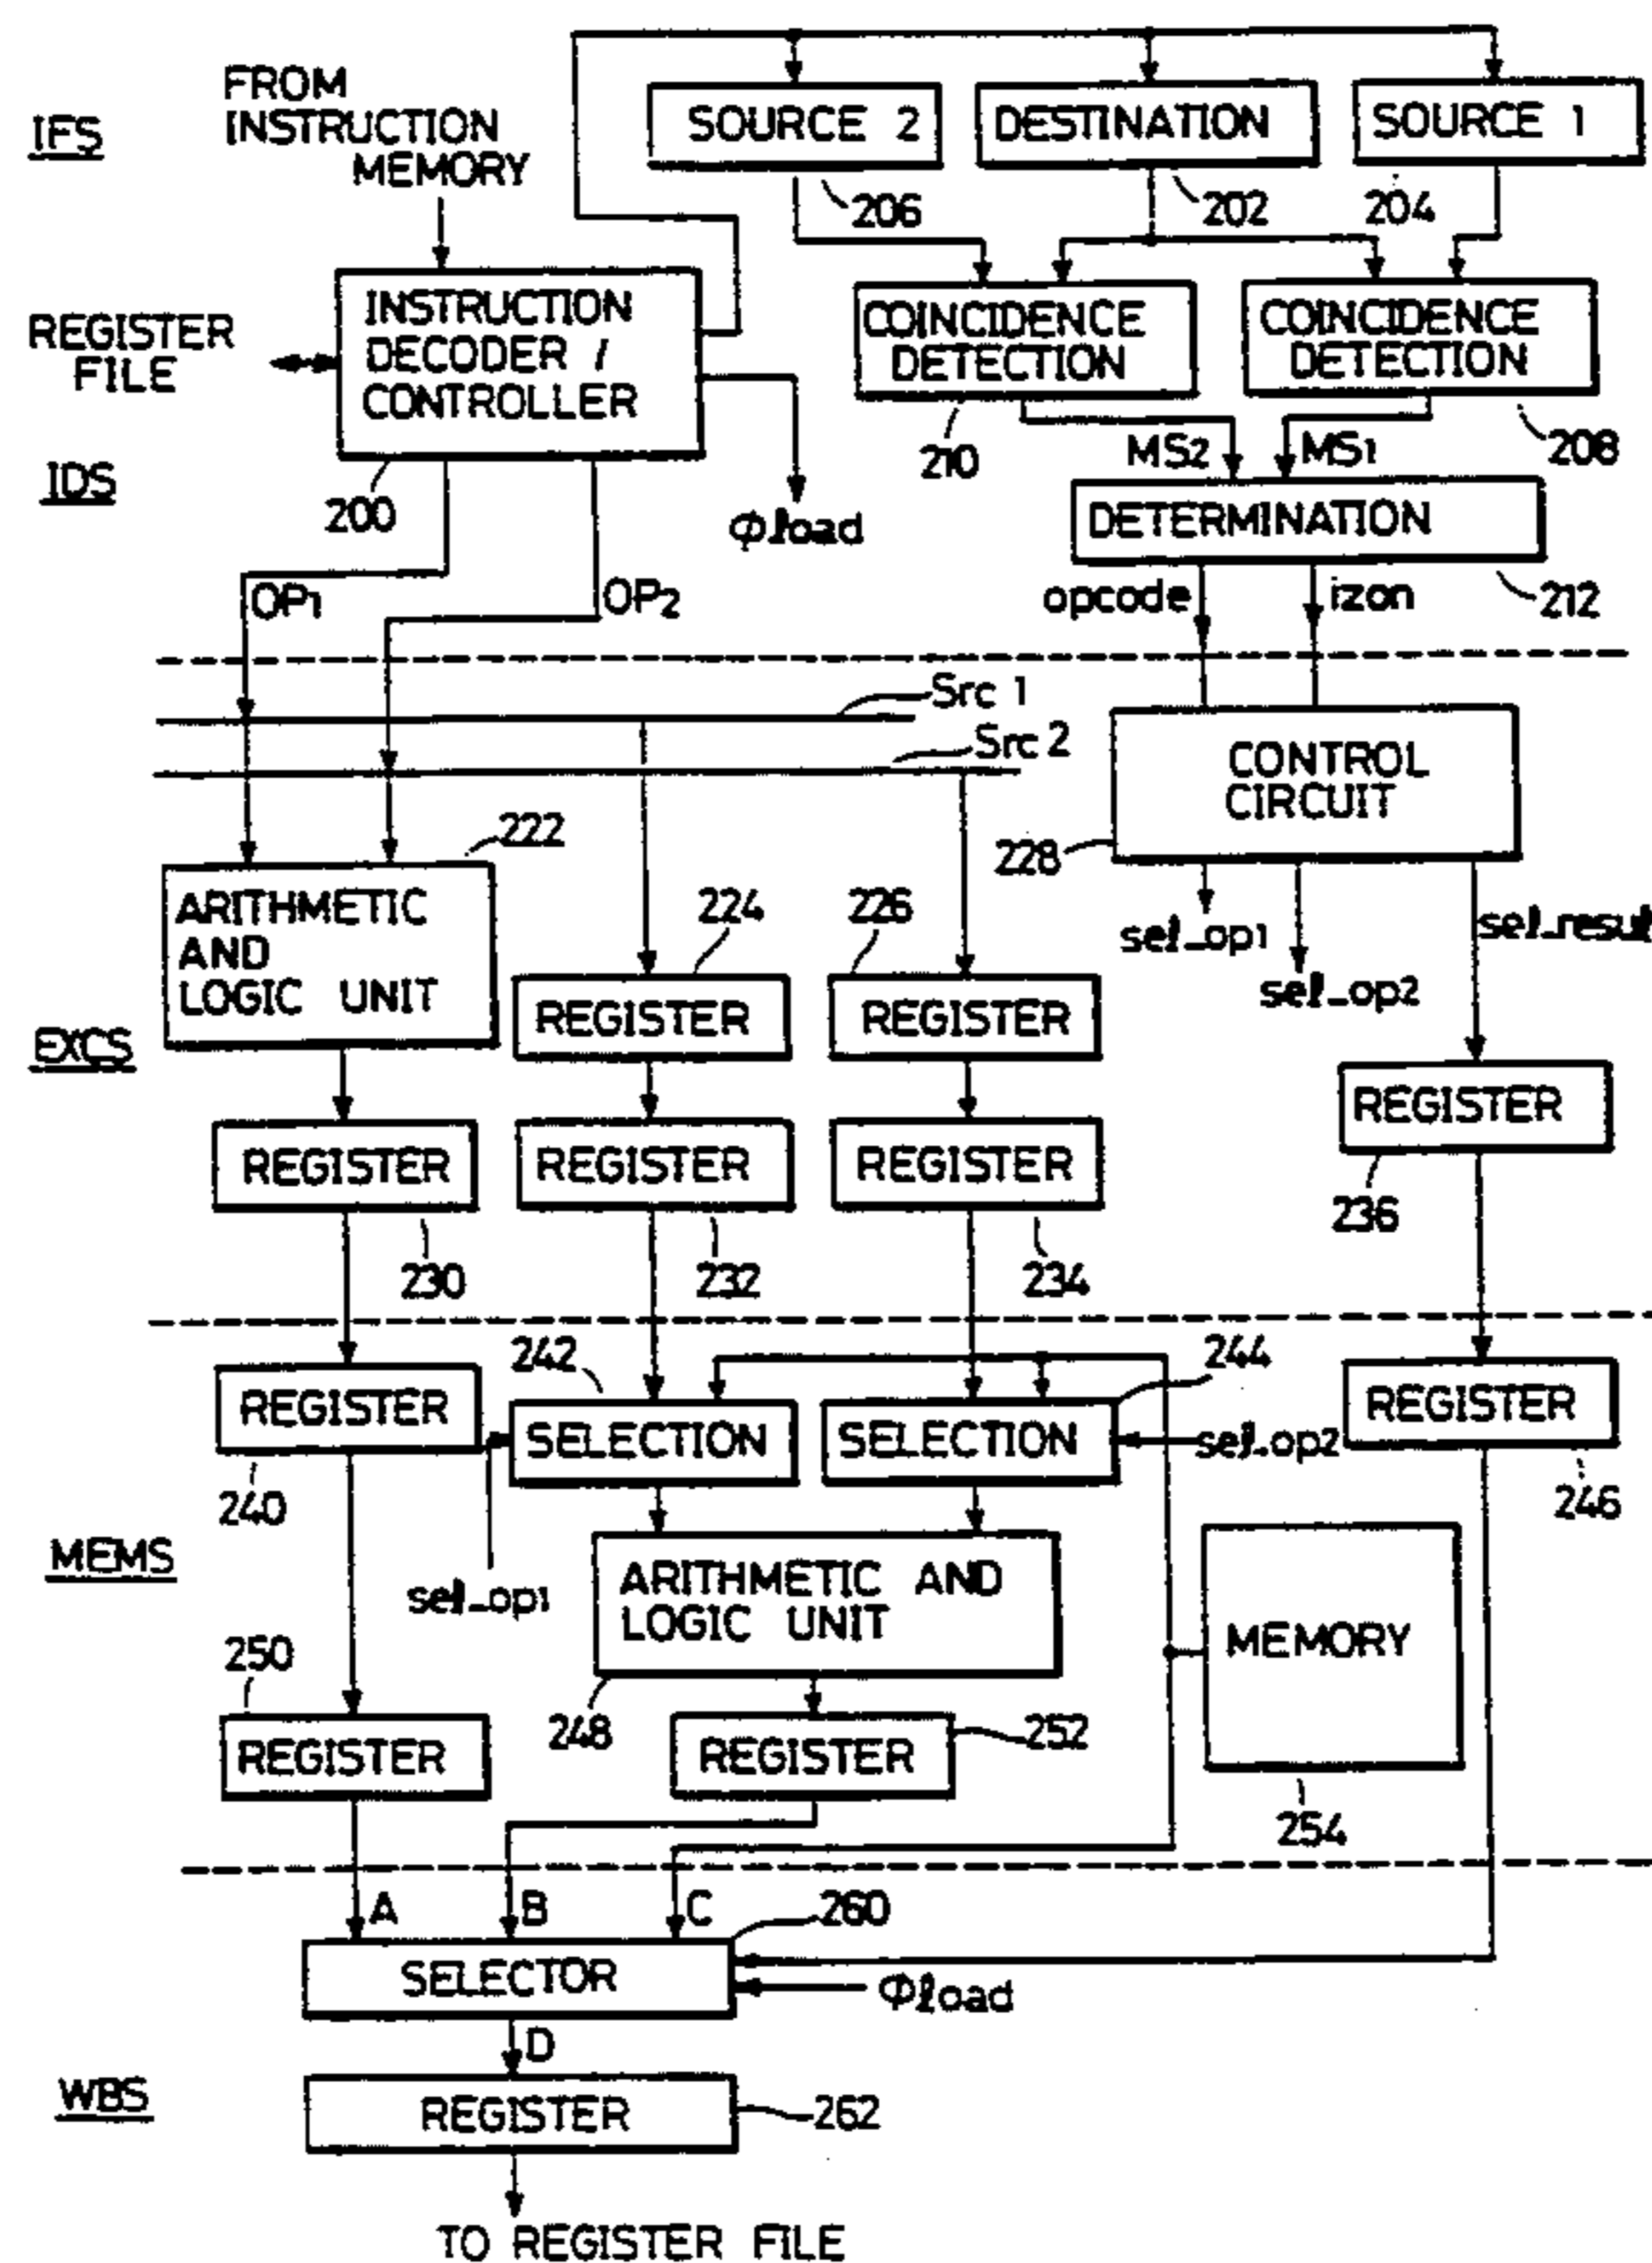 IFS
FROM
INSTRUCTION
MEMORY
SOURCE 2
DESTINATION
SOURCE 1
206
202
204
REGISTER
FILE
INSTRUCTION
DECODER /
CONTROLLER
COINCIDENCE
DETECTION
COINCIDENCE
DETECTION
210
MS2
MS1
208
IDS
200
Φload
DETERMINATION
OP1
OP2
opcode
izon
212
Src 1
Src 2
CONTROL
CIRCUIT
222
228
ARITHMETIC
AND
LOGIC UNIT
224
226
sel_op1
sel_result
sel_op2
REGISTER
REGISTER
EXCS
REGISTER
REGISTER
REGISTER
REGISTER
236
230
232
234
242
244
REGISTER
SELECTION
SELECTION
sel_op2
REGISTER
240
246
MEMS
sel_op1
ARITHMETIC AND
LOGIC UNIT
MEMORY
250
248
252
REGISTER
REGISTER
254
A
B
C
260
SELECTOR
Φload
D
WBS
REGISTER
262
TO REGISTER FILE